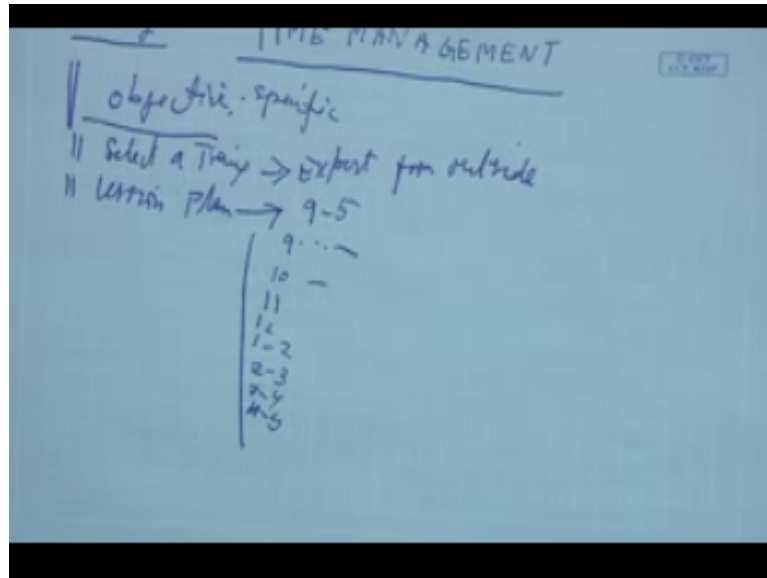 TIME MANAGEMENT
objective. specific
Select a Trainer → Expert from outside
Lesson Plan → 9-5
9 ... —
10 —
11
12
1-2
2-3
3-4
4-5